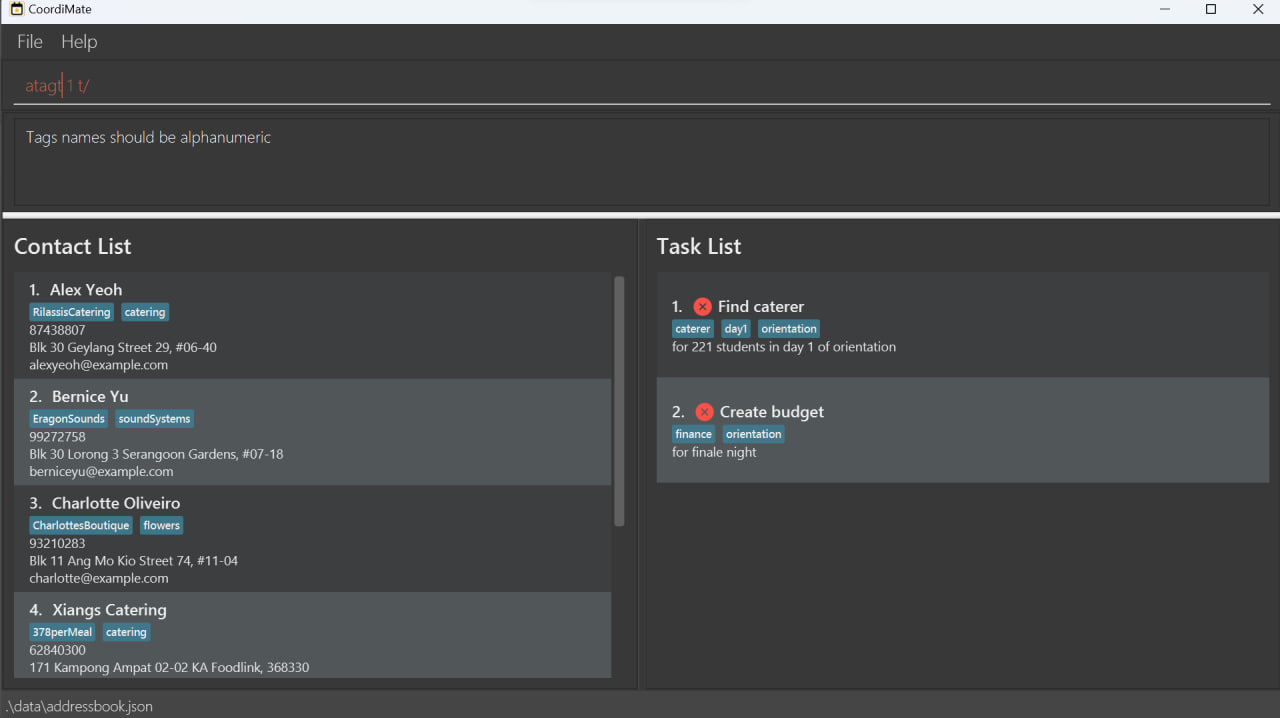 CoordiMate
File Help
atagt 1 t/
Tags names should be alphanumeric
Contact List
1. Alex Yeoh
RilassisCatering catering
87438807
Blk 30 Geylang Street 29, #06-40
alexyeoh@example.com
2. Bernice Yu
EragonSounds soundSystems
99272758
Blk 30 Lorong 3 Serangoon Gardens, #07-18
berniceyu@example.com
3. Charlotte Oliveiro
CharlottesBoutique flowers
93210283
Blk 11 Ang Mo Kio Street 74, #11-04
charlotte@example.com
4. Xiangs Catering
378perMeal catering
62840300
171 Kampong Ampat 02-02 KA Foodlink, 368330
Task List
1. Find caterer
caterer day1 orientation
for 221 students in day 1 of orientation
2. Create budget
finance orientation
for finale night
.\data\addressbook.json